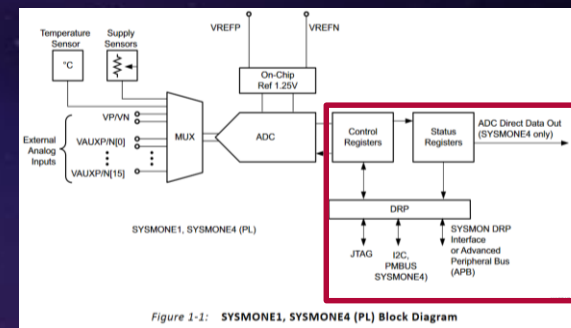 VREFP
VREFN
Temperature
Sensor
Supply
Sensors
°C
On-Chip
Ref 1.25V
VP/VN
External
Analog
Inputs
VAUXP/N[0]
VAUXP/N[15]
MUX
ADC
Control
Registers
Status
Registers
ADC Direct Data Out
(SYSMONE4 only)
DRP
SYSMONE1, SYSMONE4 (PL)
JTAG
I2C,
PMBUS
SYSMONE4)
SYSMON DRP
Interface
or Advanced
Peripheral Bus
(APB)
Figure 1-1: SYSMONE1, SYSMONE4 (PL) Block Diagram